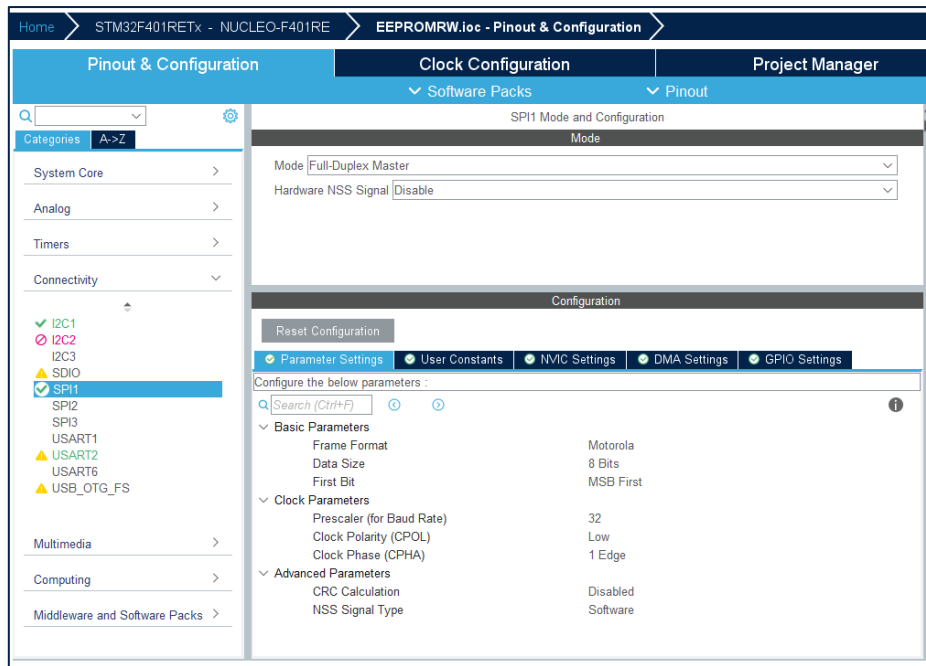 Home STM32F401RETx - NUCLEO-F401RE EEPROMRW.ioc - Pinout & Configuration
Pinout & Configuration Clock Configuration Project Manager
Software Packs Pinout
Categories A->Z
System Core
Analog
Timers
Connectivity
I2C1
I2C2
I2C3
SDIO
SPI1
SPI2
SPI3
USART1
USART2
USART6
USB_OTG_FS
Multimedia
Computing
Middleware and Software Packs
SPI1 Mode and Configuration
Mode
Mode Full-Duplex Master
Hardware NSS Signal Disable
Configuration
Reset Configuration
Parameter Settings User Constants NVIC Settings DMA Settings GPIO Settings
Configure the below parameters :
Search (Ctrl+F)
Basic Parameters
Frame Format Motorola
Data Size 8 Bits
First Bit MSB First
Clock Parameters
Prescaler (for Baud Rate) 32
Clock Polarity (CPOL) Low
Clock Phase (CPHA) 1 Edge
Advanced Parameters
CRC Calculation Disabled
NSS Signal Type Software